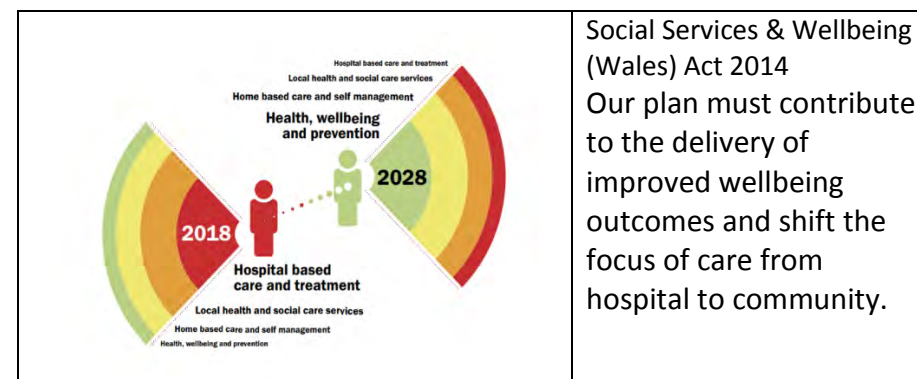 Hospital based care and treatment
Local health and social care services
Home based care and self management
Health, wellbeing
and prevention
2028
2018
Hospital based
care and treatment
Local health and social care services
Home based care and self management
Health, wellbeing and prevention
Social Services & Wellbeing
(Wales) Act 2014
Our plan must contribute
to the delivery of
improved wellbeing
outcomes and shift the
focus of care from
hospital to community.